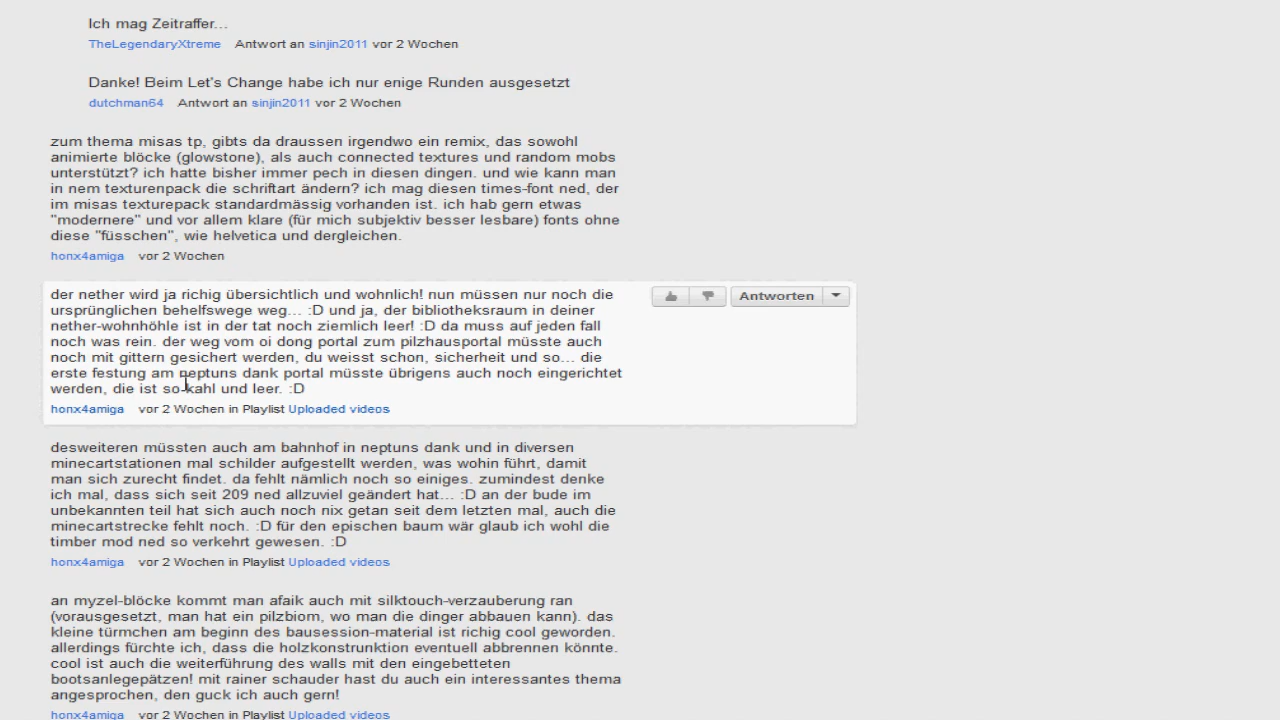 Ich mag Zeitraffer...
TheLegendaryXtreme Antwort an sinjin2011 vor 2 Wochen
Danke! Beim Let's Change habe ich nur enige Runden ausgesetzt
dutchman64 Antwort an sinjin2011 vor 2 Wochen
zum thema misas tp, gibts da draussen irgendwo ein remix, das sowohl
animierte blöcke (glowstone), als auch connected textures und random mobs
unterstützt? ich hatte bisher immer pech in diesen dingen. und wie kann man
in nem texturenpack die schriftart ändern? ich mag diesen times-font ned, der
im misas texturepack standardmässig vorhanden ist. ich hab gern etwas
"modernere" und vor allem klare (für mich subjektiv besser lesbare) fonts ohne
diese "füsschen", wie helvetica und dergleichen.
honx4amiga vor 2 Wochen
der nether wird ja richig übersichtlich und wohnlich! nun müssen nur noch die
ursprünglichen behelfswege weg... :D und ja, der bibliotheksraum in deiner
nether-wohnhöhle ist in der tat noch ziemlich leer! :D da muss auf jeden fall
noch was rein. der weg vom oi dong portal zum pilzhausportal müsste auch
noch mit gittern gesichert werden, du weisst schon, sicherheit und so... die
erste festung am neptuns dank portal müsste übrigens auch noch eingerichtet
werden, die ist so kahl und leer. :D
honx4amiga vor 2 Wochen in Playlist Uploaded videos
Antworten
desweiteren müssten auch am bahnhof in neptuns dank und in diversen
minecartstationen mal schilder aufgestellt werden, was wohin führt, damit
man sich zurecht findet. da fehlt nämlich noch so einiges. zumindest denke
ich mal, dass sich seit 209 ned allzuviel geändert hat... :D an der bude im
unbekannten teil hat sich auch noch nix getan seit dem letzten mal, auch die
minecartstrecke fehlt noch. :D für den epischen baum wär glaub ich wohl die
timber mod ned so verkehrt gewesen. :D
honx4amiga vor 2 Wochen in Playlist Uploaded videos
an myzel-blöcke kommt man afaik auch mit silktouch-verzauberung ran
(vorausgesetzt, man hat ein pilzbiom, wo man die dinger abbauen kann). das
kleine türmchen am beginn des bausession-material ist richig cool geworden.
allerdings fürchte ich, dass die holzkonstrunktion eventuell abbrennen könnte.
cool ist auch die weiterführung des walls mit den eingebetteten
bootsanlegepätzen! mit rainer schauder hast du auch ein interessantes thema
angesprochen, den guck ich auch gern!
honx4amiga vor 2 Wochen in Playlist Uploaded videos